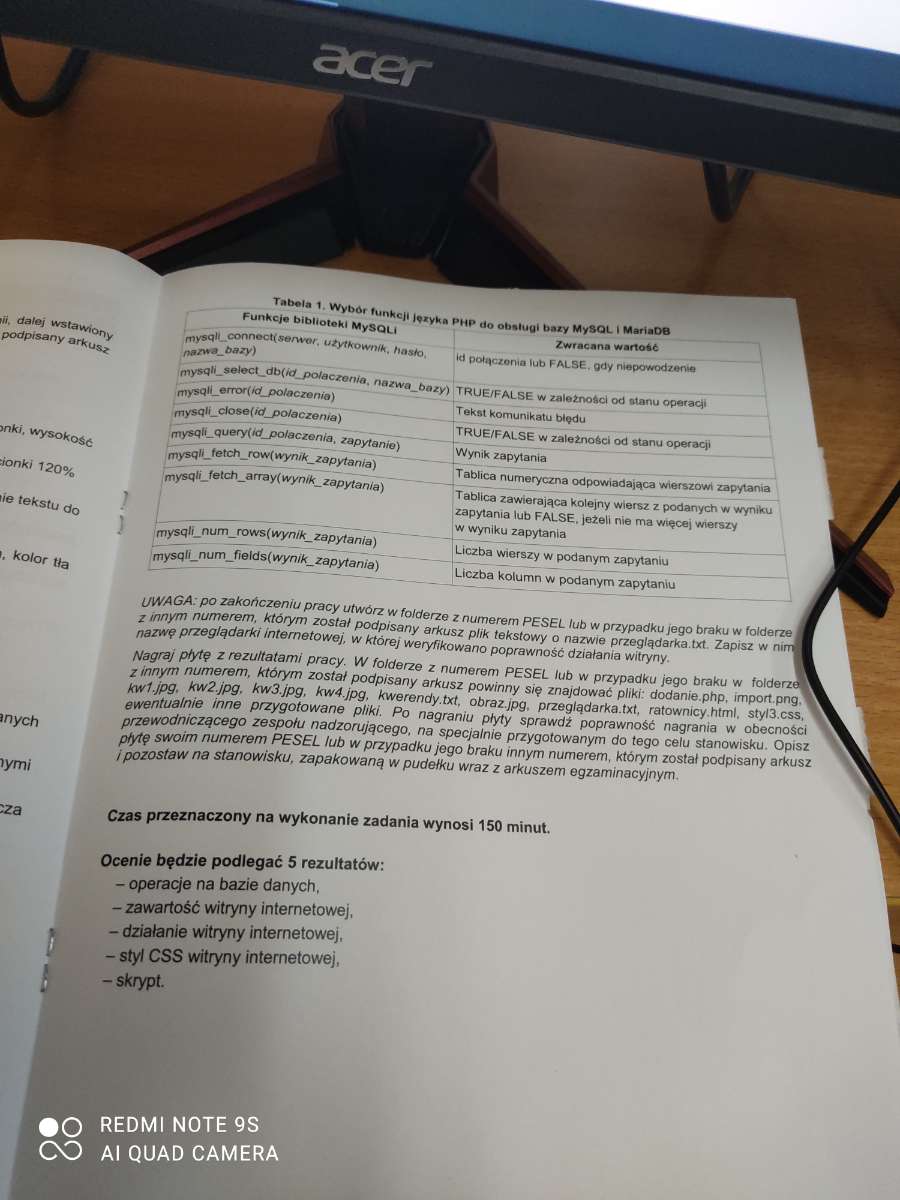 acer
ii, dalej wstawiony
podpisany arkusz
onki, wysokość
cionki 120%
nie tekstu do
, kolor tła
anych
nymi
cza
Tabela 1. Wybór funkcji języka PHP do obsługi bazy MySQL i MariaDB
Funkcje biblioteki MySQLi
Zwracana wartość
mysqli_connect(serwer, użytkownik, hasło,
nazwa_bazy)
id połączenia lub FALSE, gdy niepowodzenie
mysqli_select_db(id_polaczenia, nazwa_bazy)
TRUE/FALSE w zależności od stanu operacji
mysqli_error(id_polaczenia)
Tekst komunikatu błędu
mysqli_close(id_polaczenia)
TRUE/FALSE w zależności od stanu operacji
mysqli_query(id_polaczenia, zapytanie)
Wynik zapytania
mysqli_fetch_row(wynik_zapytania)
Tablica numeryczna odpowiadająca wierszowi zapytania
mysqli_fetch_array(wynik_zapytania)
Tablica zawierająca kolejny wiersz z podanych w wyniku
zapytania lub FALSE, jeżeli nie ma więcej wierszy
w wyniku zapytania
mysqli_num_rows(wynik_zapytania)
Liczba wierszy w podanym zapytaniu
mysqli_num_fields(wynik_zapytania)
Liczba kolumn w podanym zapytaniu
UWAGA: po zakończeniu pracy utwórz w folderze z numerem PESEL lub w przypadku jego braku w folderze
z innym numerem, którym został podpisany arkusz plik tekstowy o nazwie przeglądarka.txt. Zapisz w nim
nazwę przeglądarki internetowej, w której weryfikowano poprawność działania witryny.
Nagraj płytę z rezultatami pracy. W folderze z numerem PESEL lub w przypadku jego braku w folderze
z innym numerem, którym został podpisany arkusz powinny się znajdować pliki: dodanie.php, import.png,
kw1.jpg, kw2.jpg, kw3.jpg, kw4.jpg, kwerendy.txt, obraz.jpg, przeglądarka.txt, ratownicy.html, styl3.css,
ewentualnie inne przygotowane pliki. Po nagraniu płyty sprawdź poprawność nagrania w obecności
przewodniczącego zespołu nadzorującego, na specjalnie przygotowanym do tego celu stanowisku. Opisz
płytę swoim numerem PESEL lub w przypadku jego braku innym numerem, którym został podpisany arkusz
i pozostaw na stanowisku, zapakowaną w pudełku wraz z arkuszem egzaminacyjnym.
Czas przeznaczony na wykonanie zadania wynosi 150 minut.
Ocenie będzie podlegać 5 rezultatów:
– operacje na bazie danych,
– zawartość witryny internetowej,
– działanie witryny internetowej,
– styl CSS witryny internetowej,
– skrypt.
REDMI NOTE 9S
AI QUAD CAMERA